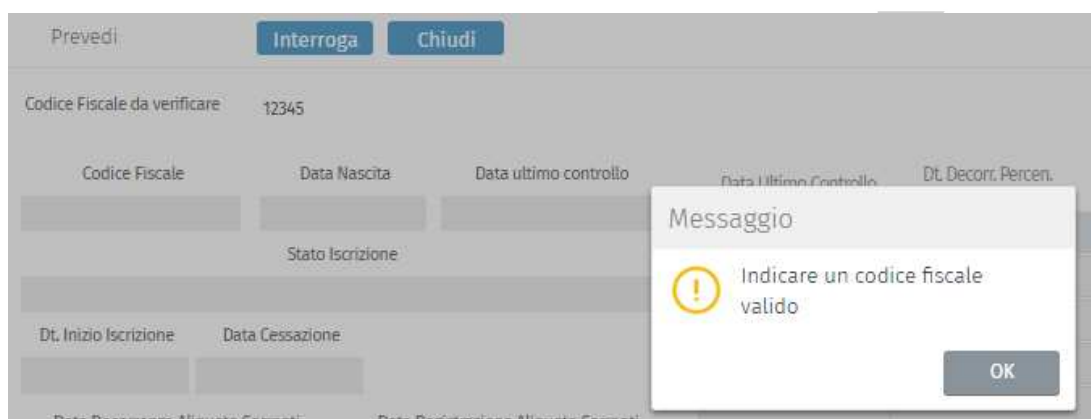 Prevedi Interroga Chiudi
Codice Fiscale da verificare 12345
Codice Fiscale Data Nascita Data ultimo controllo Data Ultimo Controllo Dt. Decorr. Percen.
Stato Iscrizione
Dt. Inizio Iscrizione Data Cessazione
Messaggio
Indicare un codice fiscale
valido
OK